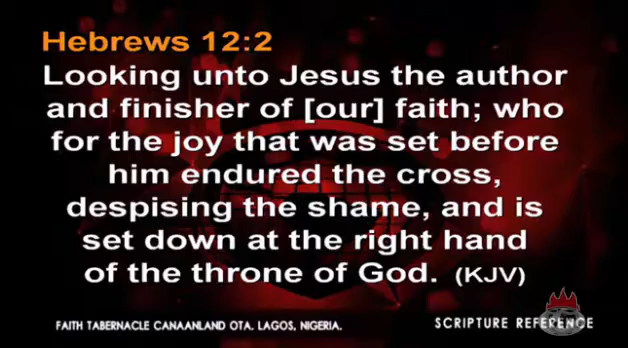 Hebrews 12:2
Looking unto Jesus the author
and finisher of [our] faith; who
for the joy that was set before
him endured the cross,
despising the shame, and is
set down at the right hand
of the throne of God. (KJV)
FAITH TABERNACLE CANAANLAND OTA. LAGOS, NIGERIA.
SCRIPTURE REFERENCE